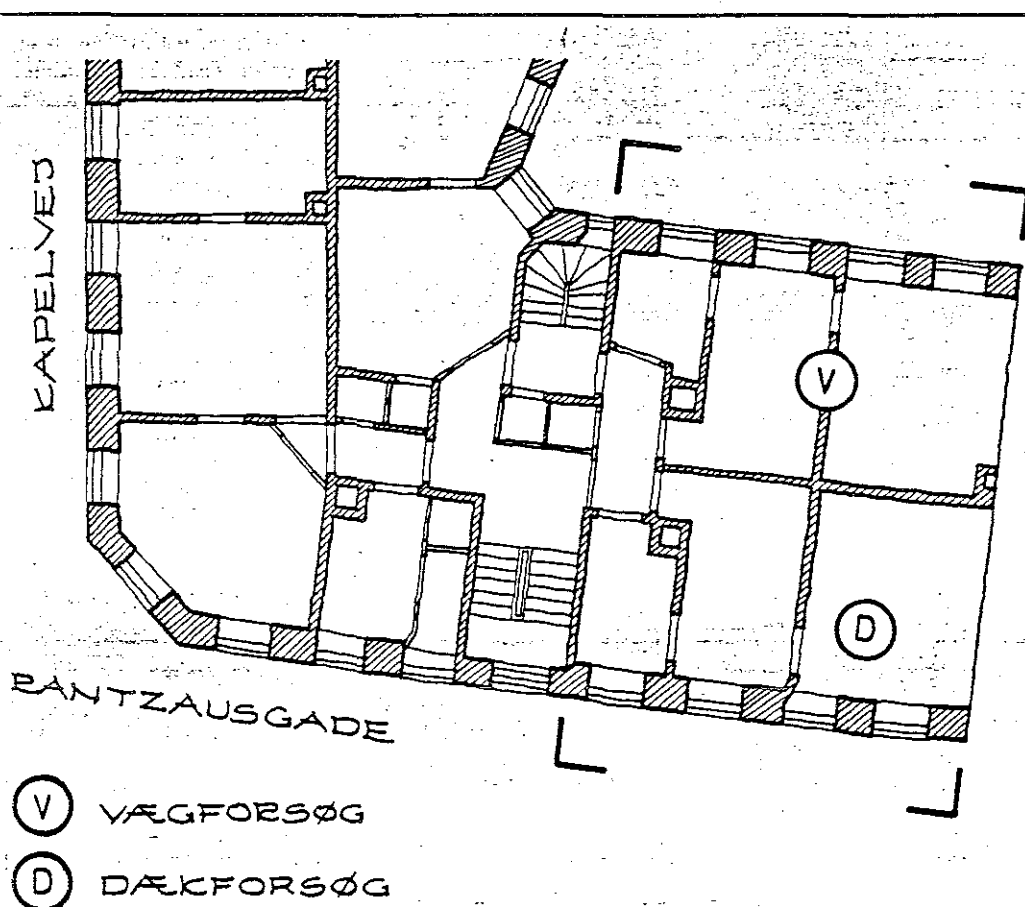 KAPELVEJ
V
D
RANTZAUSGADE
V VÆGFORSØG
D DÆKFORSØG